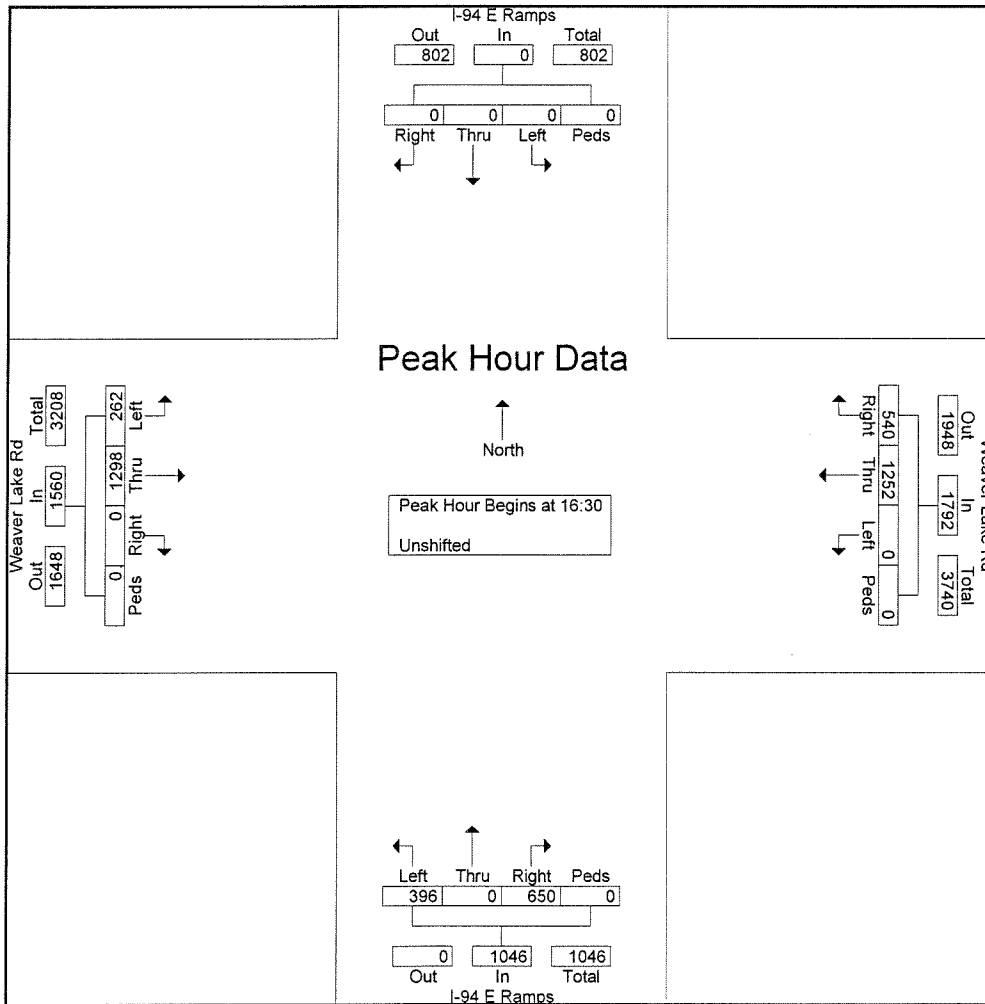 I-94 E Ramps
Out In Total
802 0 802
0 0 0 0
Right Thru Left Peds
Peak Hour Data
North
Peak Hour Begins at 16:30
Unshifted
Weaver Lake Rd
Total In Out
3208 1560 1648
262 1298 0 0
Left Thru Right Peds
Right Thru Left Peds
540 1252 0 0
Out In Total
1948 1792 3740
Weaver Lake Rd
Left Thru Right Peds
396 0 650 0
0 1046 1046
Out In Total
I-94 E Ramps